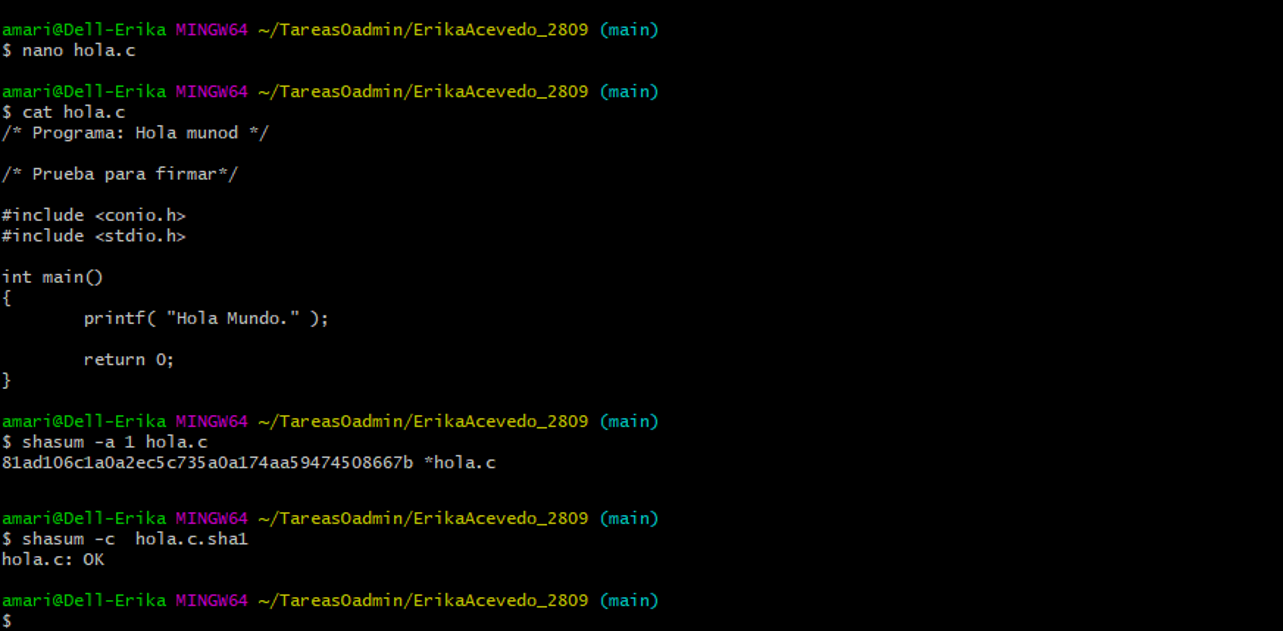 amari@Dell-Erika MINGW64 ~/TareasOadmin/ErikaAcevedo_2809 (main)
$ nano hola.c
amari@Dell-Erika MINGW64 ~/TareasOadmin/ErikaAcevedo_2809 (main)
$ cat hola.c
/* Programa: Hola munod */
/* Prueba para firmar*/
#include <conio.h>
#include <stdio.h>
int main()
{
printf( "Hola Mundo." );
return 0;
}
amari@Dell-Erika MINGW64 ~/TareasOadmin/ErikaAcevedo_2809 (main)
$ shasum -a 1 hola.c
81ad106c1a0a2ec5c735a0a174aa59474508667b *hola.c
amari@Dell-Erika MINGW64 ~/TareasOadmin/ErikaAcevedo_2809 (main)
$ shasum -c  hola.c.sha1
hola.c: OK
amari@Dell-Erika MINGW64 ~/TareasOadmin/ErikaAcevedo_2809 (main)
$